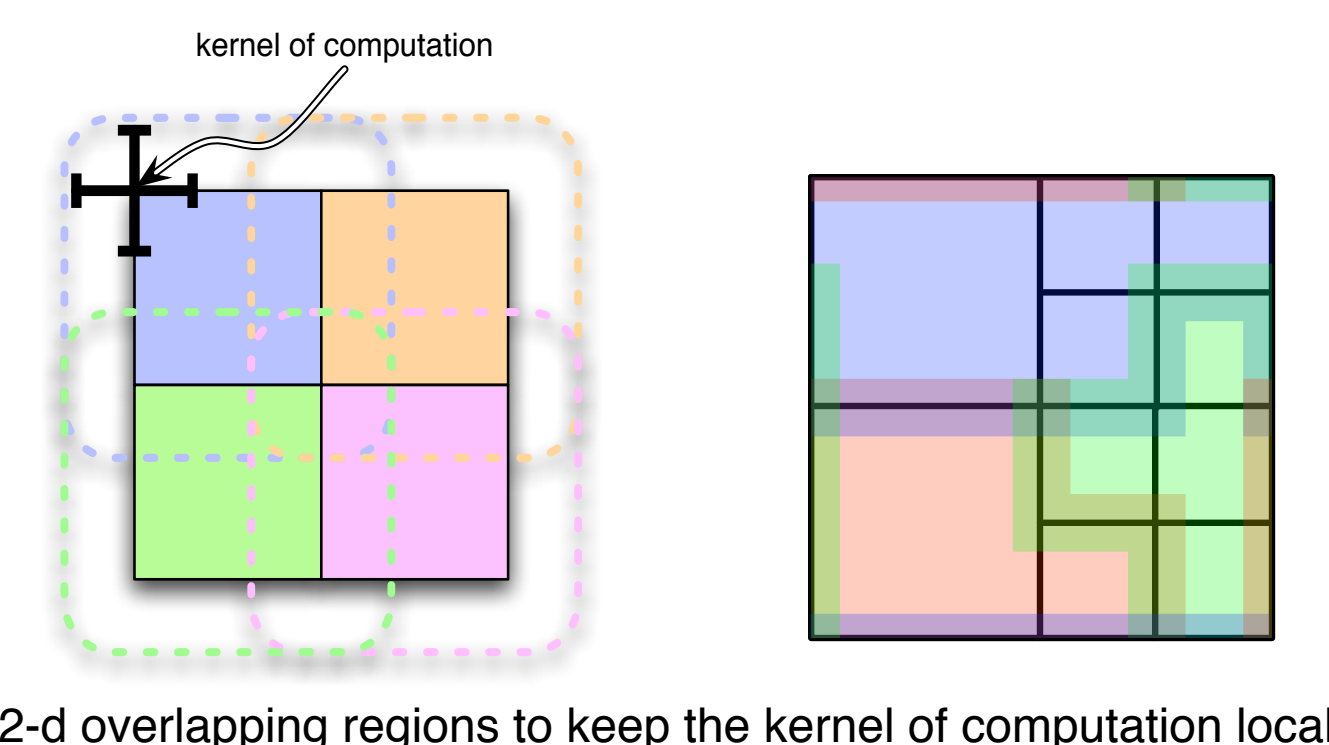 kernel of computation
2-d overlapping regions to keep the kernel of computation local